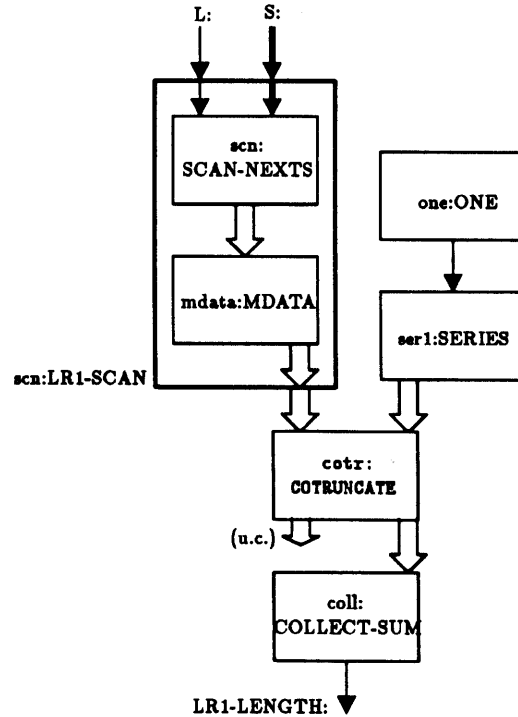 L:
S:
scn:
SCAN-NEXTS
one:ONE
mdata:MDATA
ser1:SERIES
scn:LR1-SCAN
cotr:
COTRUNCATE
(u.c.)
coll:
COLLECT-SUM
LR1-LENGTH: